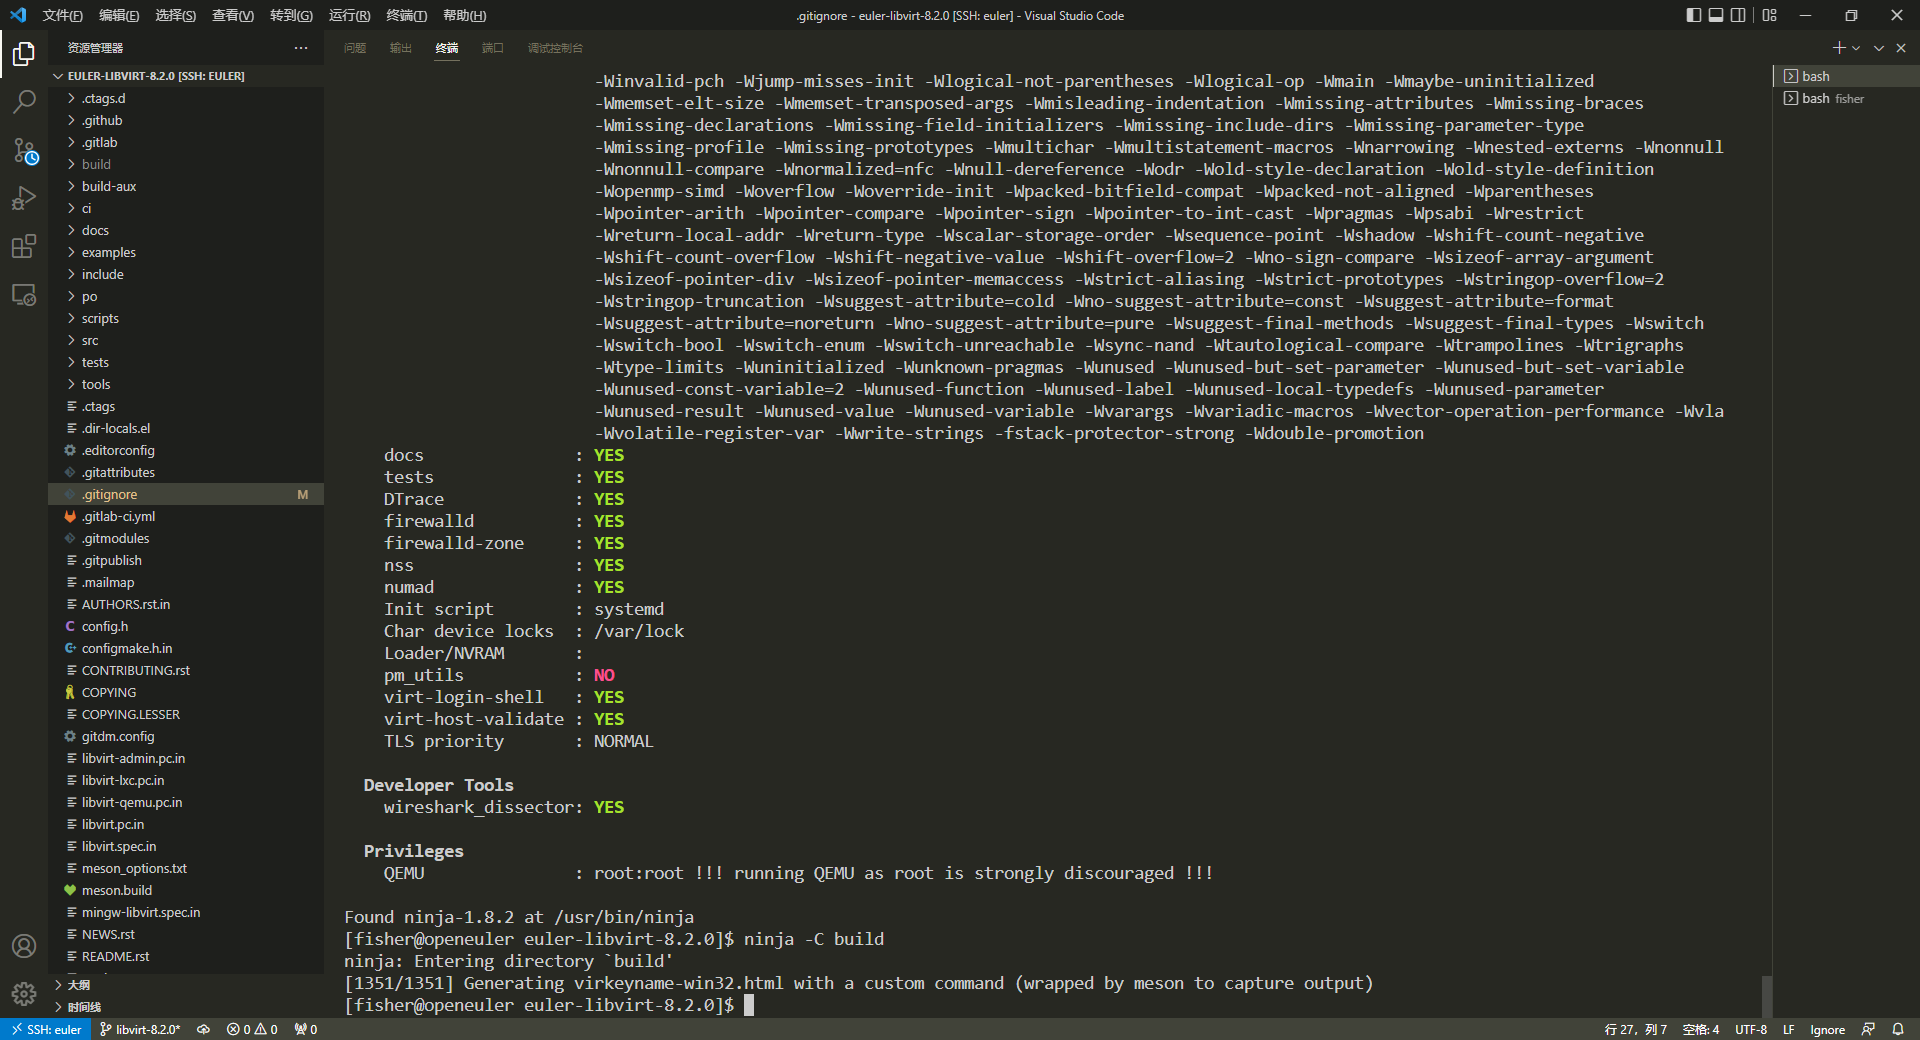 文件(F) 编辑(E) 选择(S) 查看(V) 转到(G) 运行(R) 终端(T) 帮助(H)
.gitignore - euler-libvirt-8.2.0 [SSH: euler] - Visual Studio Code
资源管理器
EULER-LIBVIRT-8.2.0 [SSH: EULER]
.ctags.d
.github
.gitlab
build
build-aux
ci
docs
examples
include
po
scripts
src
tests
tools
.ctags
.dir-locals.el
.editorconfig
.gitattributes
.gitignore M
.gitlab-ci.yml
.gitmodules
.gitpublish
.mailmap
AUTHORS.rst.in
config.h
configmake.h.in
CONTRIBUTING.rst
COPYING
COPYING.LESSER
gitdm.config
libvirt-admin.pc.in
libvirt-lxc.pc.in
libvirt-qemu.pc.in
libvirt.pc.in
libvirt.spec.in
meson_options.txt
meson.build
mingw-libvirt.spec.in
NEWS.rst
README.rst
大纲
时间线
问题 输出 终端 端口 调试控制台
-Winvalid-pch -Wjump-misses-init -Wlogical-not-parentheses -Wlogical-op -Wmain -Wmaybe-uninitialized
-Wmemset-elt-size -Wmemset-transposed-args -Wmisleading-indentation -Wmissing-attributes -Wmissing-braces
-Wmissing-declarations -Wmissing-field-initializers -Wmissing-include-dirs -Wmissing-parameter-type
-Wmissing-profile -Wmissing-prototypes -Wmultichar -Wmultistatement-macros -Wnarrowing -Wnested-externs -Wnonnull
-Wnonnull-compare -Wnormalized=nfc -Wnull-dereference -Wodr -Wold-style-declaration -Wold-style-definition
-Wopenmp-simd -Woverflow -Woverride-init -Wpacked-bitfield-compat -Wpacked-not-aligned -Wparentheses
-Wpointer-arith -Wpointer-compare -Wpointer-sign -Wpointer-to-int-cast -Wpragmas -Wpsabi -Wrestrict
-Wreturn-local-addr -Wreturn-type -Wscalar-storage-order -Wsequence-point -Wshadow -Wshift-count-negative
-Wshift-count-overflow -Wshift-negative-value -Wshift-overflow=2 -Wno-sign-compare -Wsizeof-array-argument
-Wsizeof-pointer-div -Wsizeof-pointer-memaccess -Wstrict-aliasing -Wstrict-prototypes -Wstringop-overflow=2
-Wstringop-truncation -Wsuggest-attribute=cold -Wno-suggest-attribute=const -Wsuggest-attribute=format
-Wsuggest-attribute=noreturn -Wno-suggest-attribute=pure -Wsuggest-final-methods -Wsuggest-final-types -Wswitch
-Wswitch-bool -Wswitch-enum -Wswitch-unreachable -Wsync-nand -Wtautological-compare -Wtrampolines -Wtrigraphs
-Wtype-limits -Wuninitialized -Wunknown-pragmas -Wunused -Wunused-but-set-parameter -Wunused-but-set-variable
-Wunused-const-variable=2 -Wunused-function -Wunused-label -Wunused-local-typedefs -Wunused-parameter
-Wunused-result -Wunused-value -Wunused-variable -Wvarargs -Wvariadic-macros -Wvector-operation-performance -Wvla
-Wvolatile-register-var -Wwrite-strings -fstack-protector-strong -Wdouble-promotion
docs : YES
tests : YES
DTrace : YES
firewalld : YES
firewalld-zone : YES
nss : YES
numad : YES
Init script : systemd
Char device locks : /var/lock
Loader/NVRAM :
pm_utils : NO
virt-login-shell : YES
virt-host-validate : YES
TLS priority : NORMAL
Developer Tools
wireshark_dissector: YES
Privileges
QEMU : root:root !!! running QEMU as root is strongly discouraged !!!
Found ninja-1.8.2 at /usr/bin/ninja
[fisher@openeuler euler-libvirt-8.2.0]$ ninja -C build
ninja: Entering directory `build'
[1351/1351] Generating virkeyname-win32.html with a custom command (wrapped by meson to capture output)
[fisher@openeuler euler-libvirt-8.2.0]$
bash
bash fisher
SSH: euler libvirt-8.2.0* 0 0 0
行 27，列 7 空格: 4 UTF-8 LF Ignore